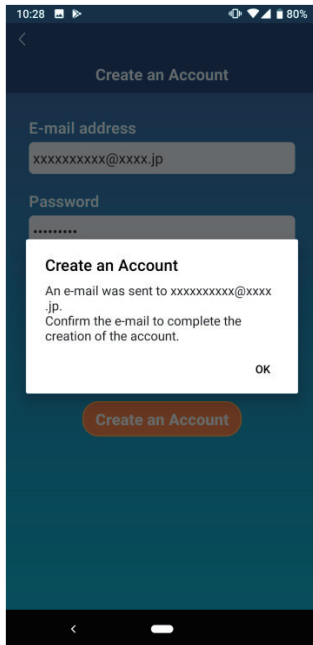 10:28 80%
Create an Account
E-mail address
xxxxxxxxxx@xxxx.jp
Password
•••••••••
Create an Account
An e-mail was sent to xxxxxxxxxx@xxxx
.jp.
Confirm the e-mail to complete the
creation of the account.
OK
Create an Account